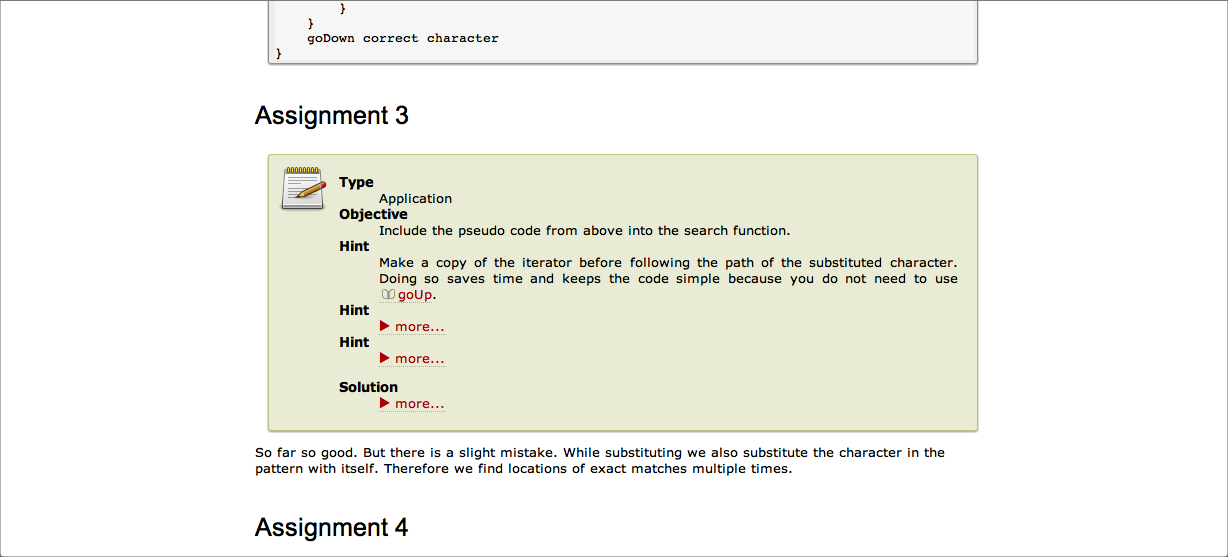 }
}
goDown correct character
}
Assignment 3
Type
Application
Objective
Include the pseudo code from above into the search function.
Hint
Make a copy of the iterator before following the path of the substituted character.
Doing so saves time and keeps the code simple because you do not need to use
goUp.
Hint
more...
Hint
more...
Solution
more...
So far so good. But there is a slight mistake. While substituting we also substitute the character in the
pattern with itself. Therefore we find locations of exact matches multiple times.
Assignment 4